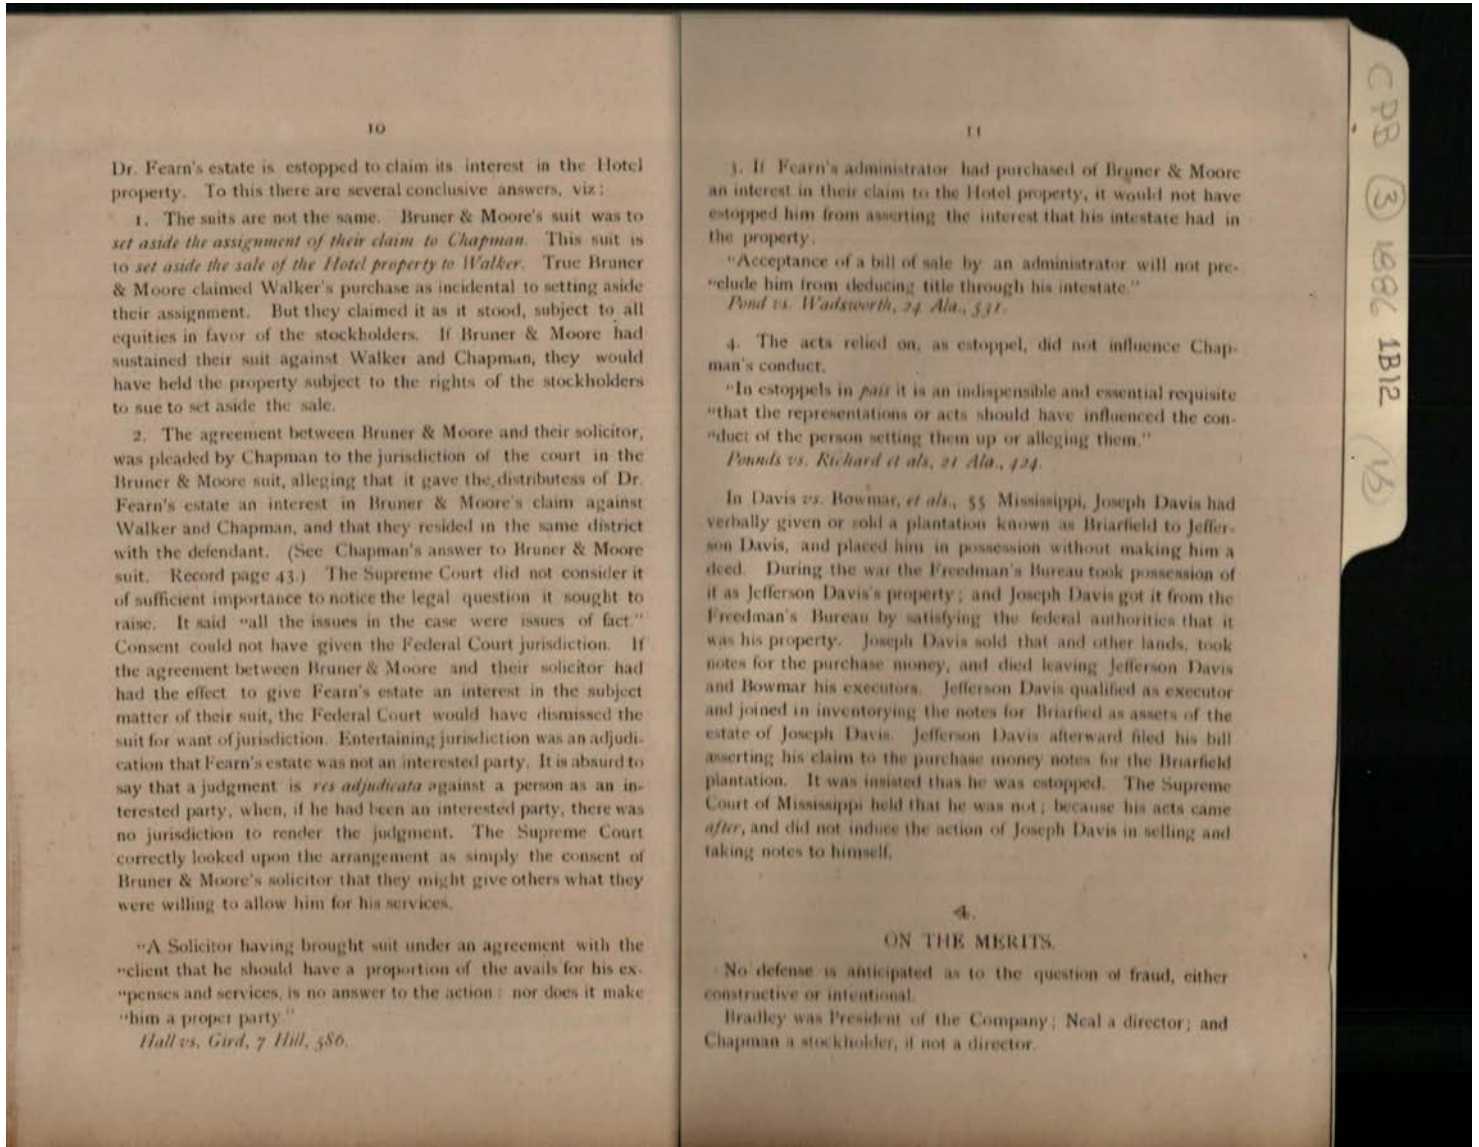 10
Dr. Fearn's estate is estopped to claim its interest in the Hotel
property. To this there are several conclusive answers, viz:
1. The suits are not the same. Bruner & Moore's suit was to
set aside the assignment of their claim to Chapman. This suit is
to set aside the sale of the Hotel property to Walker. True Bruner
& Moore claimed Walker's purchase as incidental to setting aside
their assignment. But they claimed it as it stood, subject to all
equities in favor of the stockholders. If Bruner & Moore had
sustained their suit against Walker and Chapman, they would
have held the property subject to the rights of the stockholders
to sue to set aside the sale.
2. The agreement between Bruner & Moore and their solicitor,
was pleaded by Chapman to the jurisdiction of the court in the
Bruner & Moore suit, alleging that it gave the distributess of Dr.
Fearn's estate an interest in Bruner & Moore's claim against
Walker and Chapman, and that they resided in the same district
with the defendant. (See Chapman's answer to Bruner & Moore
suit. Record page 43.) The Supreme Court did not consider it
of sufficient importance to notice the legal question it sought to
raise. It said "all the issues in the case were issues of fact."
Consent could not have given the Federal Court jurisdiction. If
the agreement between Bruner & Moore and their solicitor had
had the effect to give Fearn's estate an interest in the subject
matter of their suit, the Federal Court would have dismissed the
suit for want of jurisdiction. Entertaining jurisdiction was an adjudi-
cation that Fearn's estate was not an interested party. It is absurd to
say that a judgment is res adjudicata against a person as an in-
terested party, when, if he had been an interested party, there was
no jurisdiction to render the judgment. The Supreme Court
correctly looked upon the arrangement as simply the consent of
Bruner & Moore's solicitor that they might give others what they
were willing to allow him for his services.
"A Solicitor having brought suit under an agreement with the
"client that he should have a proportion of the avails for his ex-
"penses and services, is no answer to the action : nor does it make
"him a proper party."
Hall vs. Gird, 7 Hill, 586.
11
3. If Fearn's administrator had purchased of Bruner & Moore
an interest in their claim to the Hotel property, it would not have
estopped him from asserting the interest that his intestate had in
the property.
"Acceptance of a bill of sale by an administrator will not pre-
"clude him from deducing title through his intestate."
Pond vs. Wadsworth, 24 Ala., 531.
4. The acts relied on, as estoppel, did not influence Chap-
man's conduct.
"In estoppels in pais it is an indispensible and essential requisite
"that the representations or acts should have influenced the con-
"duct of the person setting them up or alleging them."
Pounds vs. Richard et als, 21 Ala., 424.
In Davis vs. Bowmar, et als., 55 Mississippi, Joseph Davis had
verbally given or sold a plantation known as Briarfield to Jeffer-
son Davis, and placed him in possession without making him a
deed. During the war the Freedman's Bureau took possession of
it as Jefferson Davis's property; and Joseph Davis got it from the
Freedman's Bureau by satisfying the federal authorities that it
was his property. Joseph Davis sold that and other lands, took
notes for the purchase money, and died leaving Jefferson Davis
and Bowmar his executors. Jefferson Davis qualified as executor
and joined in inventorying the notes for Briarfied as assets of the
estate of Joseph Davis. Jefferson Davis afterward filed his bill
asserting his claim to the purchase money notes for the Briarfield
plantation. It was insisted thas he was estopped. The Supreme
Court of Mississippi held that he was not; because his acts came
after, and did not induce the action of Joseph Davis in selling and
taking notes to himself.
4.
ON THE MERITS.
No defense is anticipated as to the question of fraud, either
constructive or intentional.
Bradley was President of the Company; Neal a director; and
Chapman a stockholder, if not a director.
CPB 3 1886 1B12